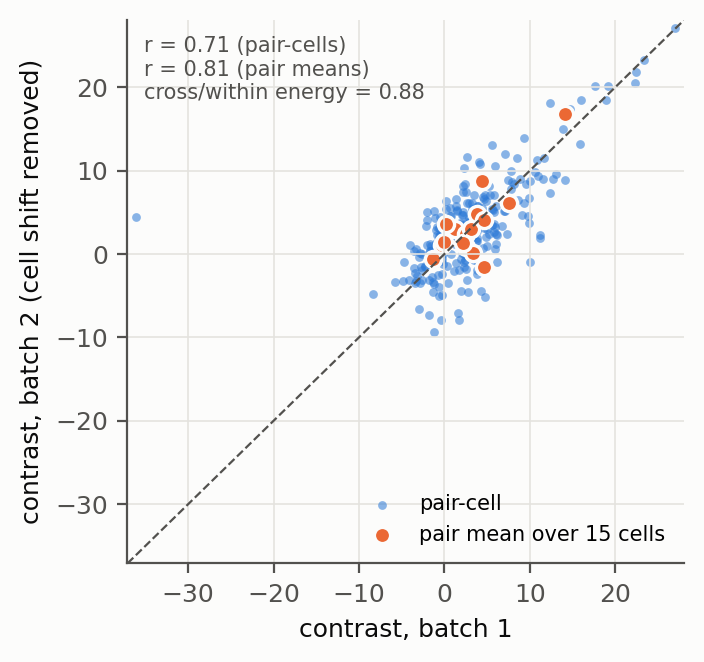 r = 0.71 (pair-cells)
r = 0.81 (pair means)
cross/within energy = 0.88
20
10
0
−10
−20
−30
contrast, batch 2 (cell shift removed)
pair-cell
pair mean over 15 cells
−30
−20
−10
0
10
20
contrast, batch 1